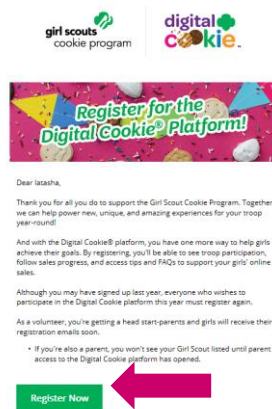 girl scouts
cookie program
digital
cookie
Register for the
Digital Cookie® Platform!
Dear latasha,
Thank you for all you do to support the Girl Scout Cookie Program. Together
we can help power new, unique, and amazing experiences for your troop
year-round!
And with the Digital Cookie® platform, you have one more way to help girls
achieve their goals. By registering, you'll be able to see troop participation,
follow sales progress, and access tips and FAQs to support your girls' online
sales.
Although you may have signed up last year, everyone who wishes to
participate in the Digital Cookie platform this year must register again.
As a volunteer, you're getting a head start-parents and girls will receive their
registration emails soon.
• If you're also a parent, you won't see your Girl Scout listed until parent
access to the Digital Cookie platform has opened.
Register Now